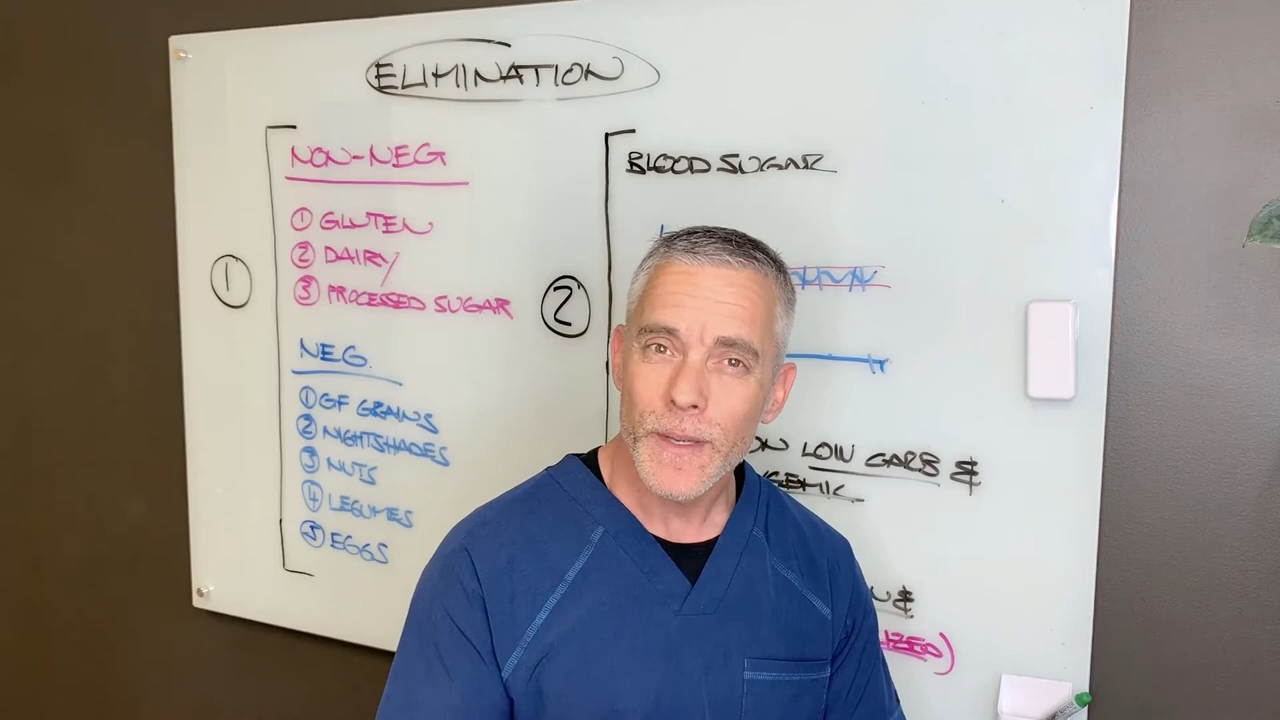 ELIMINATION
①
NON-NEG
① GLUTEN
② DAIRY
③ PROCESSED SUGAR
NEG.
① GF GRAINS
② NIGHTSHADES
③ NUTS
④ LEGUMES
⑤ EGGS
②
BLOOD SUGAR
LOW CARB &